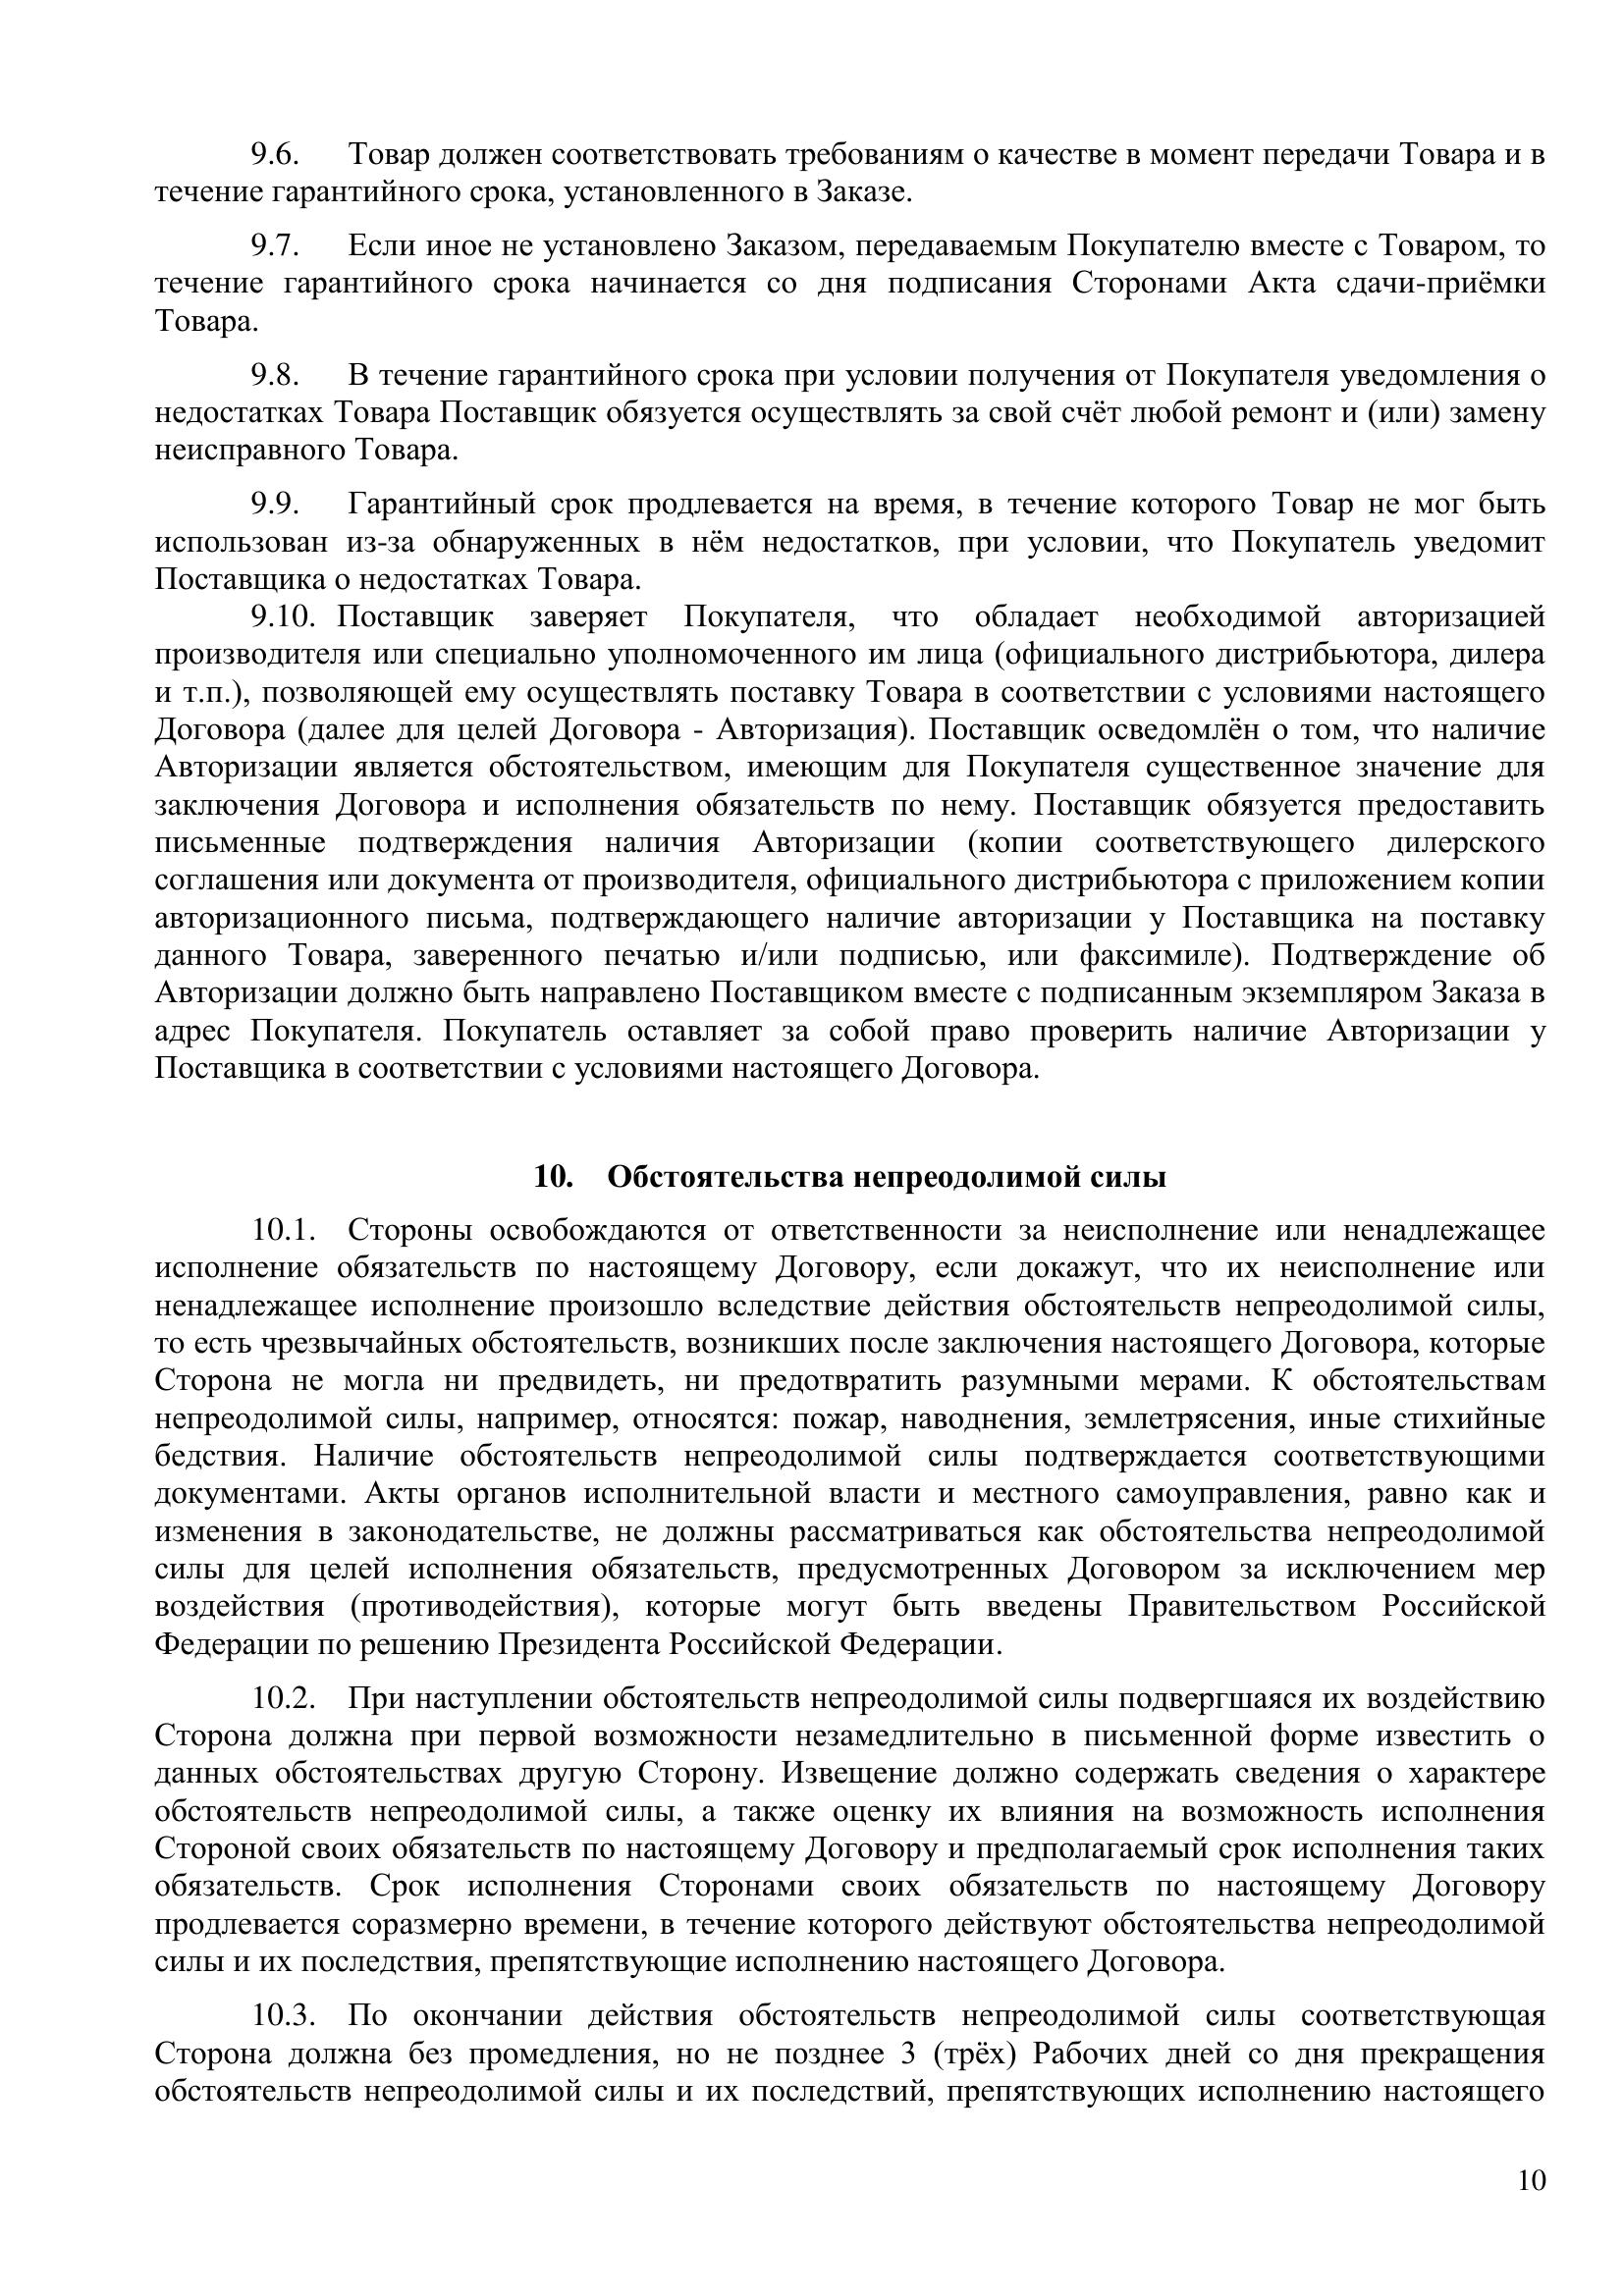 9.6. Товар должен соответствовать требованиям о качестве в момент передачи Товара и в
течение гарантийного срока, установленного в Заказе.
9.7. Если иное не установлено Заказом, передаваемым Покупателю вместе с Товаром, то
течение гарантийного срока начинается со дня подписания Сторонами Акта сдачи-приёмки
Товара.
9.8. В течение гарантийного срока при условии получения от Покупателя уведомления о
недостатках Товара Поставщик обязуется осуществлять за свой счёт любой ремонт и (или) замену
неисправного Товара.
9.9. Гарантийный срок продлевается на время, в течение которого Товар не мог быть
использован из-за обнаруженных в нём недостатков, при условии, что Покупатель уведомит
Поставщика о недостатках Товара.
9.10. Поставщик заверяет Покупателя, что обладает необходимой авторизацией
производителя или специально уполномоченного им лица (официального дистрибьютора, дилера
и т.п.), позволяющей ему осуществлять поставку Товара в соответствии с условиями настоящего
Договора (далее для целей Договора - Авторизация). Поставщик осведомлён о том, что наличие
Авторизации является обстоятельством, имеющим для Покупателя существенное значение для
заключения Договора и исполнения обязательств по нему. Поставщик обязуется предоставить
письменные подтверждения наличия Авторизации (копии соответствующего дилерского
соглашения или документа от производителя, официального дистрибьютора с приложением копии
авторизационного письма, подтверждающего наличие авторизации у Поставщика на поставку
данного Товара, заверенного печатью и/или подписью, или факсимиле). Подтверждение об
Авторизации должно быть направлено Поставщиком вместе с подписанным экземпляром Заказа в
адрес Покупателя. Покупатель оставляет за собой право проверить наличие Авторизации у
Поставщика в соответствии с условиями настоящего Договора.
10. Обстоятельства непреодолимой силы
10.1. Стороны освобождаются от ответственности за неисполнение или ненадлежащее
исполнение обязательств по настоящему Договору, если докажут, что их неисполнение или
ненадлежащее исполнение произошло вследствие действия обстоятельств непреодолимой силы,
то есть чрезвычайных обстоятельств, возникших после заключения настоящего Договора, которые
Сторона не могла ни предвидеть, ни предотвратить разумными мерами. К обстоятельствам
непреодолимой силы, например, относятся: пожар, наводнения, землетрясения, иные стихийные
бедствия. Наличие обстоятельств непреодолимой силы подтверждается соответствующими
документами. Акты органов исполнительной власти и местного самоуправления, равно как и
изменения в законодательстве, не должны рассматриваться как обстоятельства непреодолимой
силы для целей исполнения обязательств, предусмотренных Договором за исключением мер
воздействия (противодействия), которые могут быть введены Правительством Российской
Федерации по решению Президента Российской Федерации.
10.2. При наступлении обстоятельств непреодолимой силы подвергшаяся их воздействию
Сторона должна при первой возможности незамедлительно в письменной форме известить о
данных обстоятельствах другую Сторону. Извещение должно содержать сведения о характере
обстоятельств непреодолимой силы, а также оценку их влияния на возможность исполнения
Стороной своих обязательств по настоящему Договору и предполагаемый срок исполнения таких
обязательств. Срок исполнения Сторонами своих обязательств по настоящему Договору
продлевается соразмерно времени, в течение которого действуют обстоятельства непреодолимой
силы и их последствия, препятствующие исполнению настоящего Договора.
10.3. По окончании действия обстоятельств непреодолимой силы соответствующая
Сторона должна без промедления, но не позднее 3 (трёх) Рабочих дней со дня прекращения
обстоятельств непреодолимой силы и их последствий, препятствующих исполнению настоящего
10